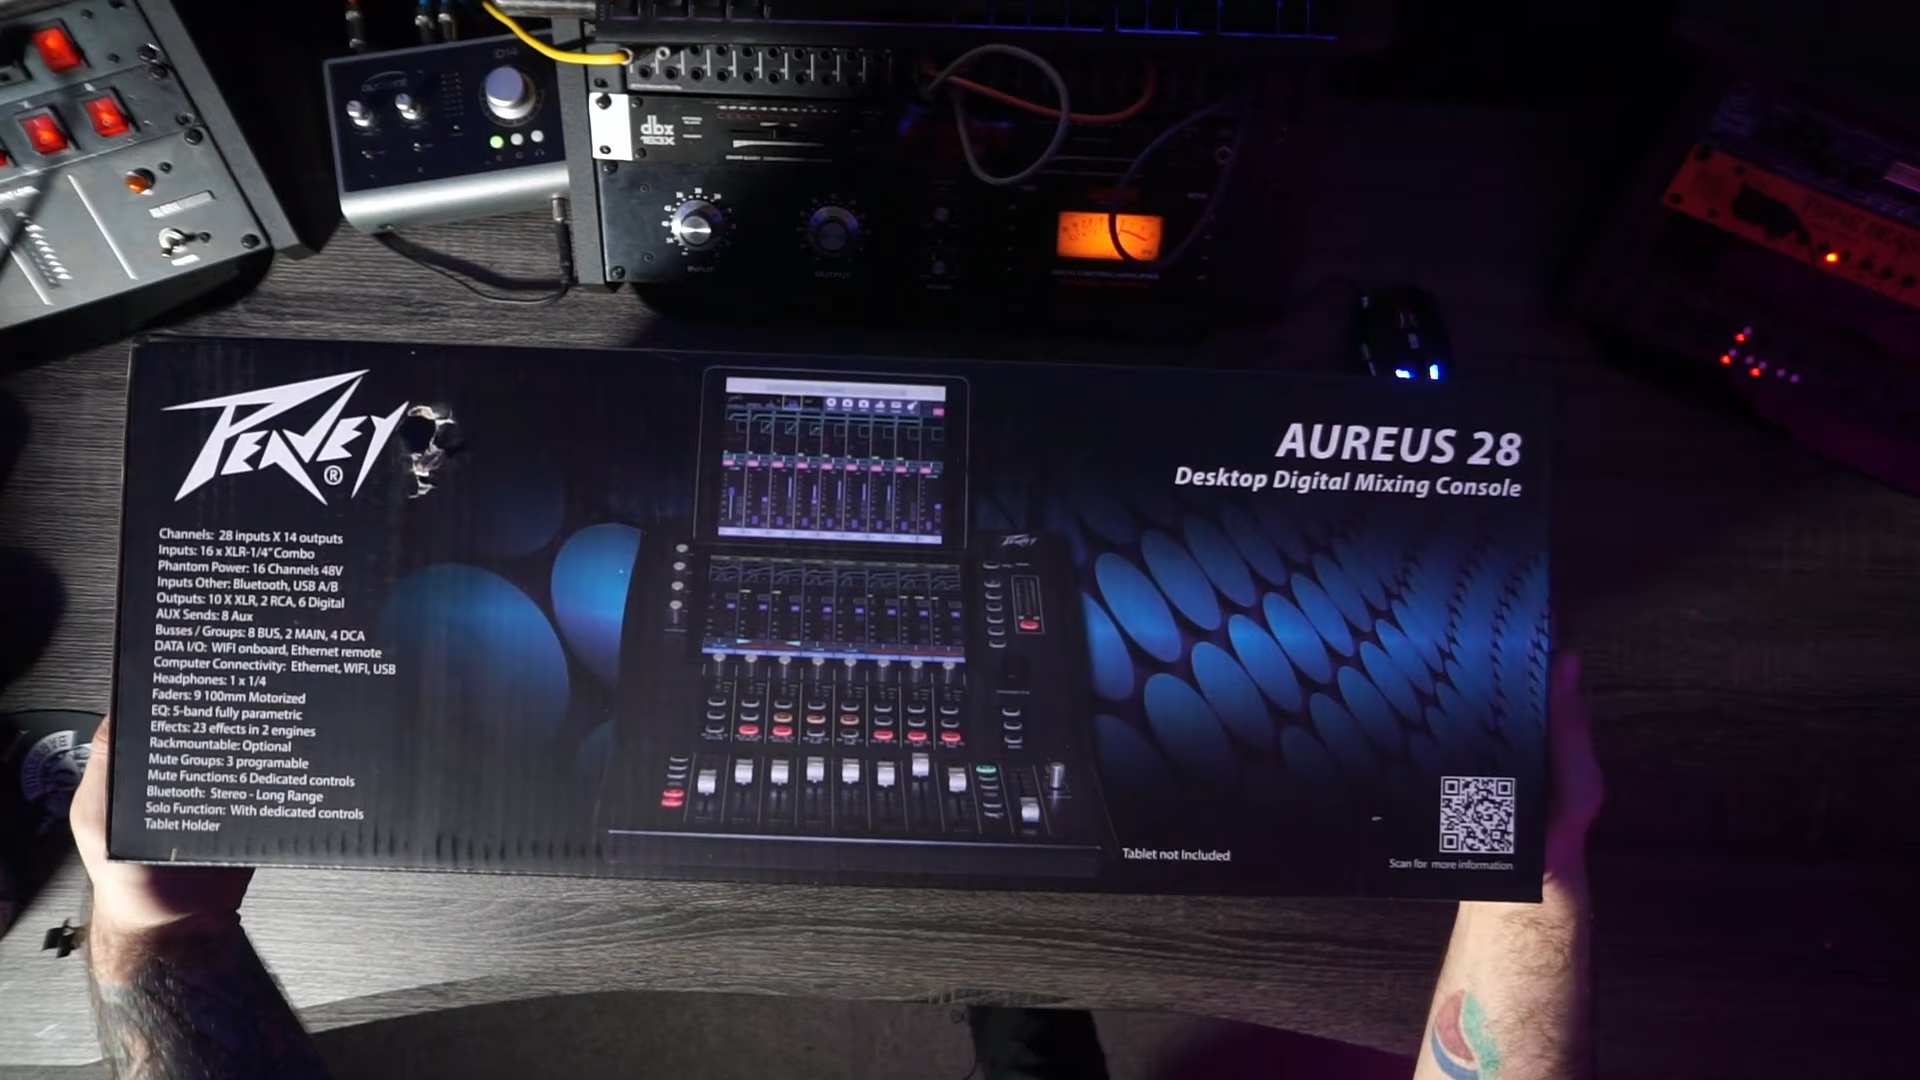 iD14
dbx
163X
INPUT
OUTPUT
PEAVEY
®
AUREUS 28
Desktop Digital Mixing Console
Channels: 28 inputs X 14 outputs
Inputs: 16 x XLR-1/4" Combo
Phantom Power: 16 Channels 48V
Inputs Other: Bluetooth, USB A/B
Outputs: 10 X XLR, 2 RCA, 6 Digital
AUX Sends: 8 Aux
Busses / Groups: 8 BUS, 2 MAIN, 4 DCA
DATA I/O: WIFI onboard, Ethernet remote
Computer Connectivity: Ethernet, WIFI, USB
Headphones: 1 x 1/4
Faders: 9 100mm Motorized
EQ: 5-band fully parametric
Effects: 23 effects in 2 engines
Rackmountable: Optional
Mute Groups: 3 programable
Mute Functions: 6 Dedicated controls
Bluetooth: Stereo - Long Range
Solo Function: With dedicated controls
Tablet Holder
PEAVEY
Tablet not Included
Scan for more information